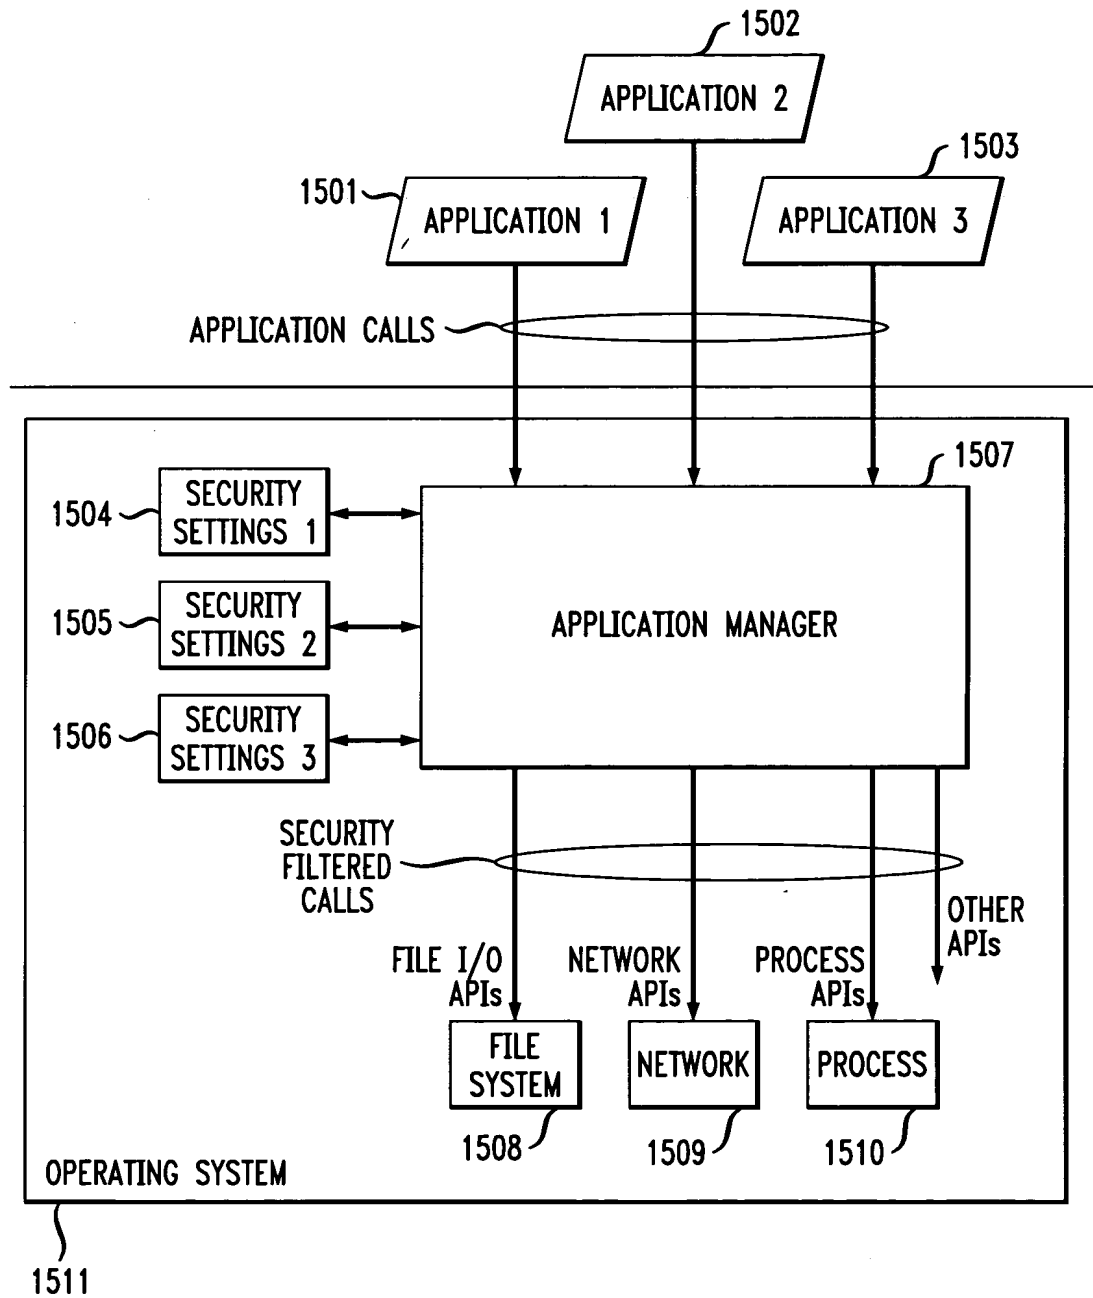 1502
APPLICATION 2
1503
1501
APPLICATION 1
APPLICATION 3
APPLICATION CALLS
1507
1504
SECURITY
SETTINGS 1
1505
SECURITY
SETTINGS 2
APPLICATION MANAGER
1506
SECURITY
SETTINGS 3
SECURITY
FILTERED
CALLS
OTHER
APIs
FILE I/O
APIs
NETWORK
APIs
PROCESS
APIs
FILE
SYSTEM
NETWORK
PROCESS
1508
1509
1510
OPERATING SYSTEM
1511